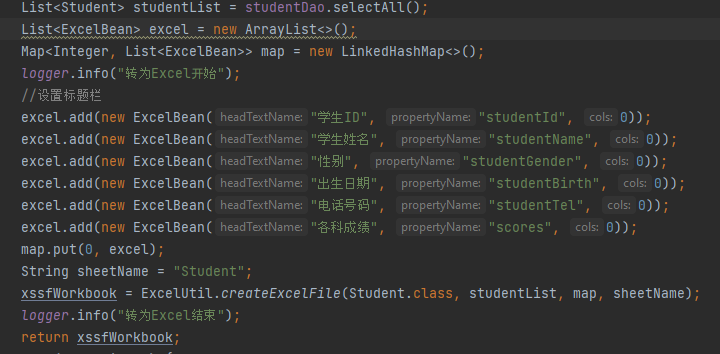 List<Student> studentList = studentDao.selectAll();
List<ExcelBean> excel = new ArrayList<>();
Map<Integer, List<ExcelBean>> map = new LinkedHashMap<>();
logger.info("转为Excel开始");
//设置标题栏
excel.add(new ExcelBean( headTextName: "学生ID", propertyName: "studentId", cols: 0));
excel.add(new ExcelBean( headTextName: "学生姓名", propertyName: "studentName", cols: 0));
excel.add(new ExcelBean( headTextName: "性别", propertyName: "studentGender", cols: 0));
excel.add(new ExcelBean( headTextName: "出生日期", propertyName: "studentBirth", cols: 0));
excel.add(new ExcelBean( headTextName: "电话号码", propertyName: "studentTel", cols: 0));
excel.add(new ExcelBean( headTextName: "各科成绩", propertyName: "scores", cols: 0));
map.put(0, excel);
String sheetName = "Student";
xssfWorkbook = ExcelUtil.createExcelFile(Student.class, studentList, map, sheetName);
logger.info("转为Excel结束");
return xssfWorkbook;